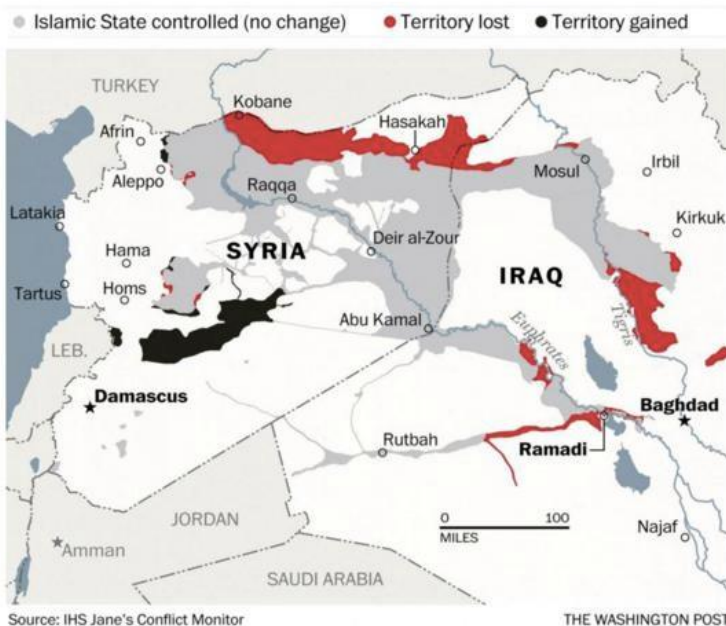 Islamic State controlled (no change) Territory lost Territory gained
TURKEY
Kobane
Afrin
Hasakah
Aleppo
Mosul
Irbil
Raqqa
Latakia
Kirkuk
SYRIA
Deir al-Zour
Hama
IRAQ
Tartus
Homs
Abu Kamal
Euphrates
Tigris
LEB.
Damascus
Baghdad
Rutbah
Ramadi
JORDAN
0 100
MILES
Najaf
Amman
SAUDI ARABIA
Source: IHS Jane's Conflict Monitor THE WASHINGTON POST